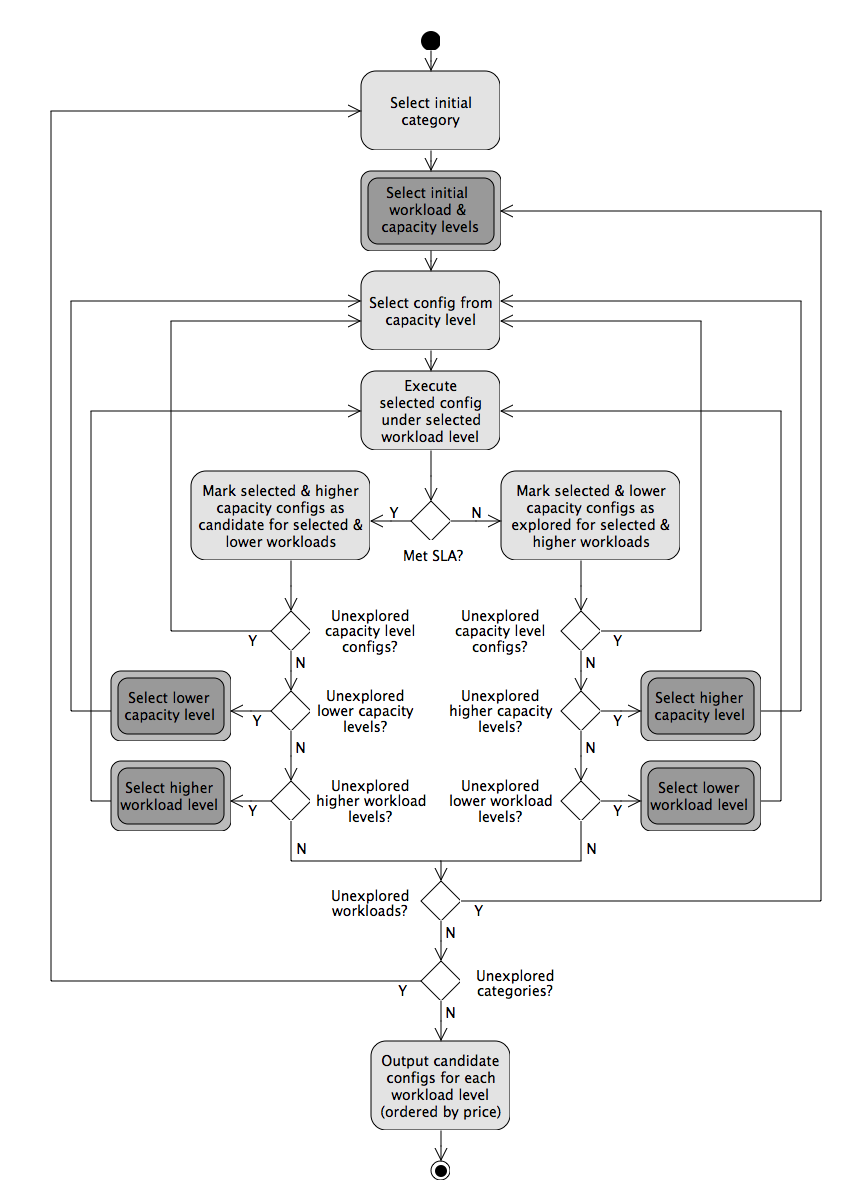 Select initial
category
Select initial
workload &
capacity levels
Select config from
capacity level
Execute
selected config
under selected
workload level
Mark selected & higher
capacity configs as
candidate for selected &
lower workloads
Y
N
Met SLA?
Mark selected & lower
capacity configs as
explored for selected &
higher workloads
Unexplored
capacity level
configs?
Y
N
Unexplored
capacity level
configs?
Y
N
Select lower
capacity level
Y
Unexplored
lower capacity
levels?
N
Unexplored
higher capacity
levels?
Y
N
Select higher
capacity level
Select higher
workload level
Y
Unexplored
higher workload
levels?
N
Unexplored
lower workload
levels?
Y
N
Select lower
workload level
Unexplored
workloads?
Y
N
Unexplored
categories?
Y
N
Output candidate
configs for each
workload level
(ordered by price)